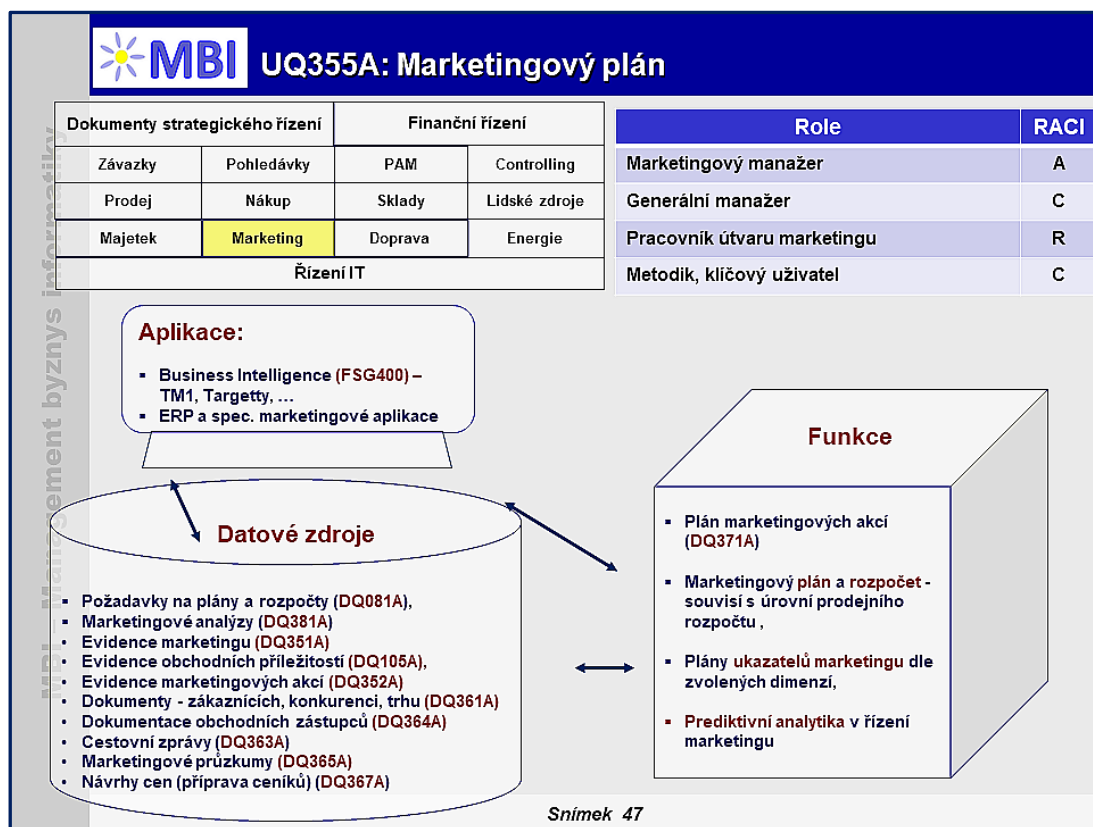 MBI
UQ355A: Marketingový plán
MBI – Management byznys informatiky
Dokumenty strategického řízení
Finanční řízení
Závazky
Pohledávky
PAM
Controlling
Prodej
Nákup
Sklady
Lidské zdroje
Majetek
Marketing
Doprava
Energie
Řízení IT
Role
RACI
Marketingový manažer
A
Generální manažer
C
Pracovník útvaru marketingu
R
Metodik, klíčový uživatel
C
Aplikace:
▪ Business Intelligence (FSG400) –
TM1, Targetty, …
▪ ERP a spec. marketingové aplikace
Datové zdroje
▪ Požadavky na plány a rozpočty (DQ081A),
▪ Marketingové analýzy (DQ381A)
• Evidence marketingu (DQ351A)
• Evidence obchodních příležitostí (DQ105A),
• Evidence marketingových akcí (DQ352A)
• Dokumenty - zákaznících, konkurenci, trhu (DQ361A)
• Dokumentace obchodních zástupců (DQ364A)
• Cestovní zprávy (DQ363A)
• Marketingové průzkumy (DQ365A)
• Návrhy cen (příprava ceníků) (DQ367A)
Funkce
▪ Plán marketingových akcí
(DQ371A)
▪ Marketingový plán a rozpočet -
souvisí s úrovní prodejního
rozpočtu ,
▪ Plány ukazatelů marketingu dle
zvolených dimenzí,
▪ Prediktivní analytika v řízení
marketingu
Snímek 47